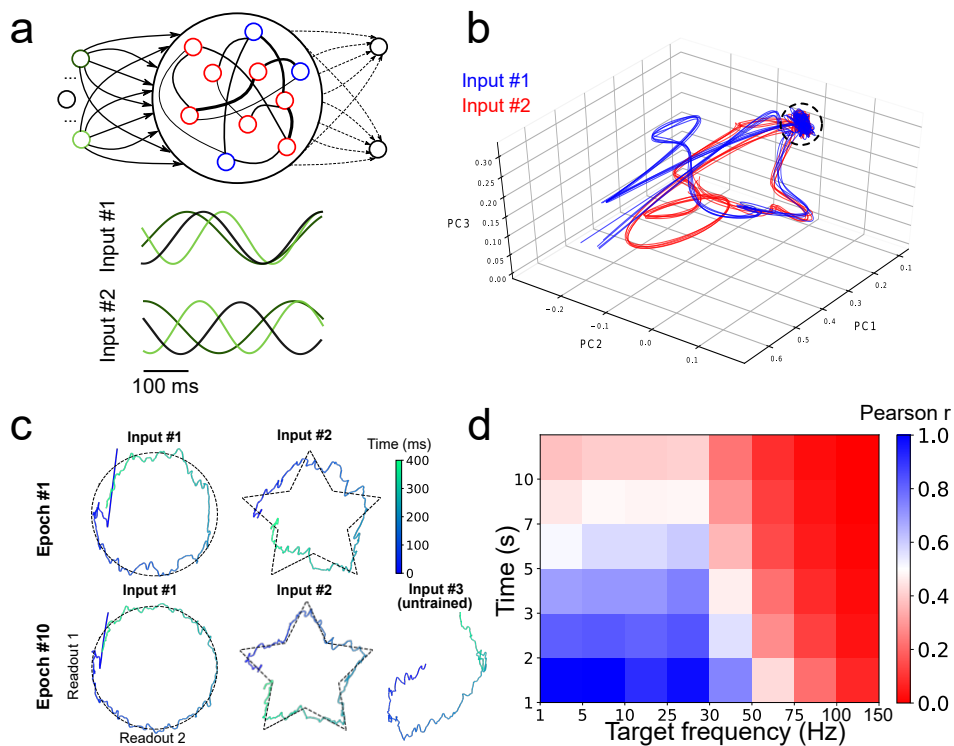 a
Input #1
Input #2
100 ms
b
Input #1
Input #2
PC3
0.30
0.25
0.20
0.15
0.10
0.05
0.00
−0.2
−0.1
0.0
0.1
PC2
0.1
0.2
0.3
0.4
0.5
0.6
PC1
c
Input #1
Input #2
Time (ms)
400
300
200
100
0
Epoch #1
Input #1
Input #2
Input #3
(untrained)
Epoch #10
Readout 1
Readout 2
d
Pearson r
1.0
0.8
0.6
0.4
0.2
0.0
Time (s)
10
7
5
3
2
1
1 5 10 25 30 50 75 100 150
Target frequency (Hz)